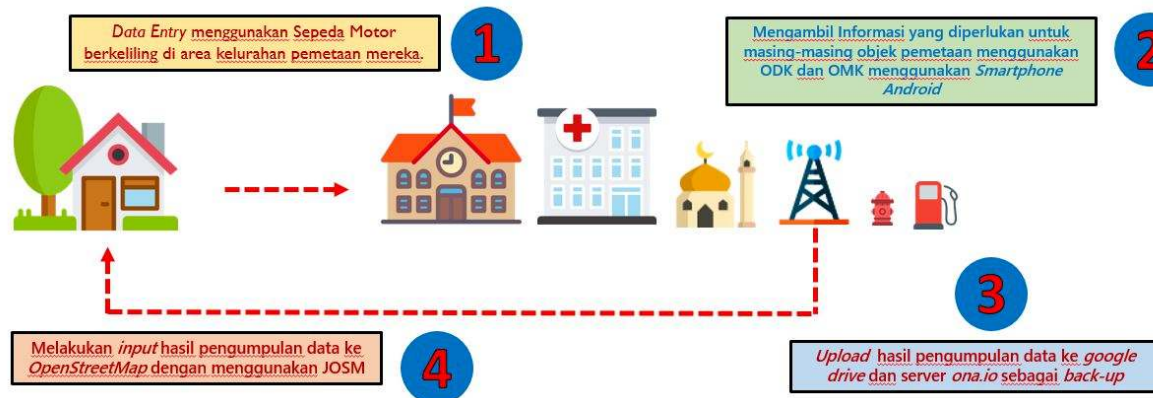 Data Entry menggunakan Sepeda Motor
berkeliling di area kelurahan pemetaan mereka.
1
Mengambil Informasi yang diperlukan untuk
masing-masing objek pemetaan menggunakan
ODK dan OMK menggunakan Smartphone
Android
2
3
Upload hasil pengumpulan data ke google
drive dan server ona.io sebagai back-up
Melakukan input hasil pengumpulan data ke
OpenStreetMap dengan menggunakan JOSM
4